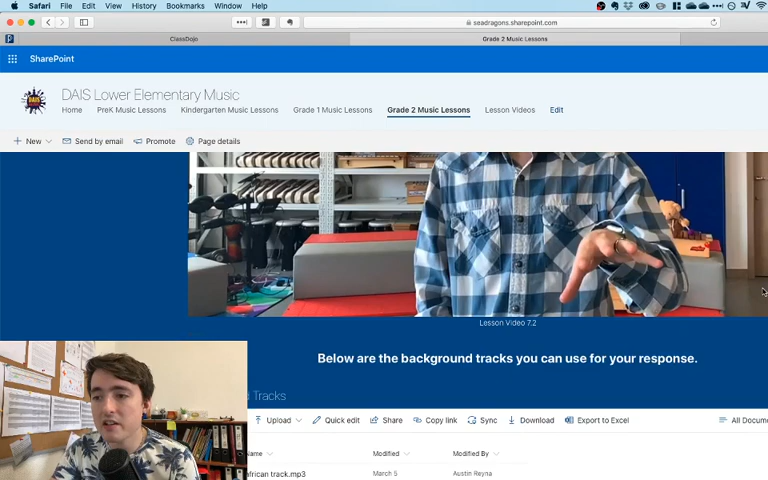 Safari File Edit View History Bookmarks Window Help
seadragons.sharepoint.com
ClassDojo Grade 2 Music Lessons
SharePoint
DAIS
DAIS Lower Elementary Music
Home PreK Music Lessons Kindergarten Music Lessons Grade 1 Music Lessons Grade 2 Music Lessons Lesson Videos Edit
New Send by email Promote Page details
Lesson Video 7.2
Below are the background tracks you can use for your response.
Tracks
Upload Quick edit Share Copy link Sync Download Export to Excel All Docume
Name Modified Modified By
african track.mp3 March 5 Austin Reyna